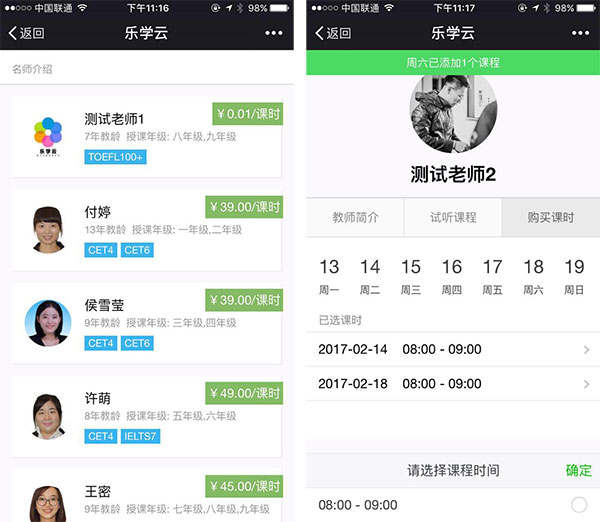 中国联通 下午11:16 98%
返回 乐学云
名师介绍
测试老师1 ¥0.01/课时
7年教龄 授课年级: 八年级,九年级
TOEFL100+
乐学云
付婷 ¥39.00/课时
13年教龄 授课年级: 一年级,二年级
CET4 CET6
侯雪莹 ¥39.00/课时
9年教龄 授课年级: 三年级,四年级
CET4 CET6
许萌 ¥49.00/课时
8年教龄 授课年级: 五年级,六年级
CET4 IELTS7
王密 ¥45.00/课时
9年教龄 授课年级: 七年级,八年级,九年级
中国联通 下午11:17 98%
返回 乐学云
周六已添加1个课程
测试老师2
教师简介 试听课程 购买课时
13 14 15 16 17 18 19
周一 周二 周三 周四 周五 周六 周日
已选课时
2017-02-14 08:00 - 09:00
2017-02-18 08:00 - 09:00
请选择课程时间 确定
08:00 - 09:00